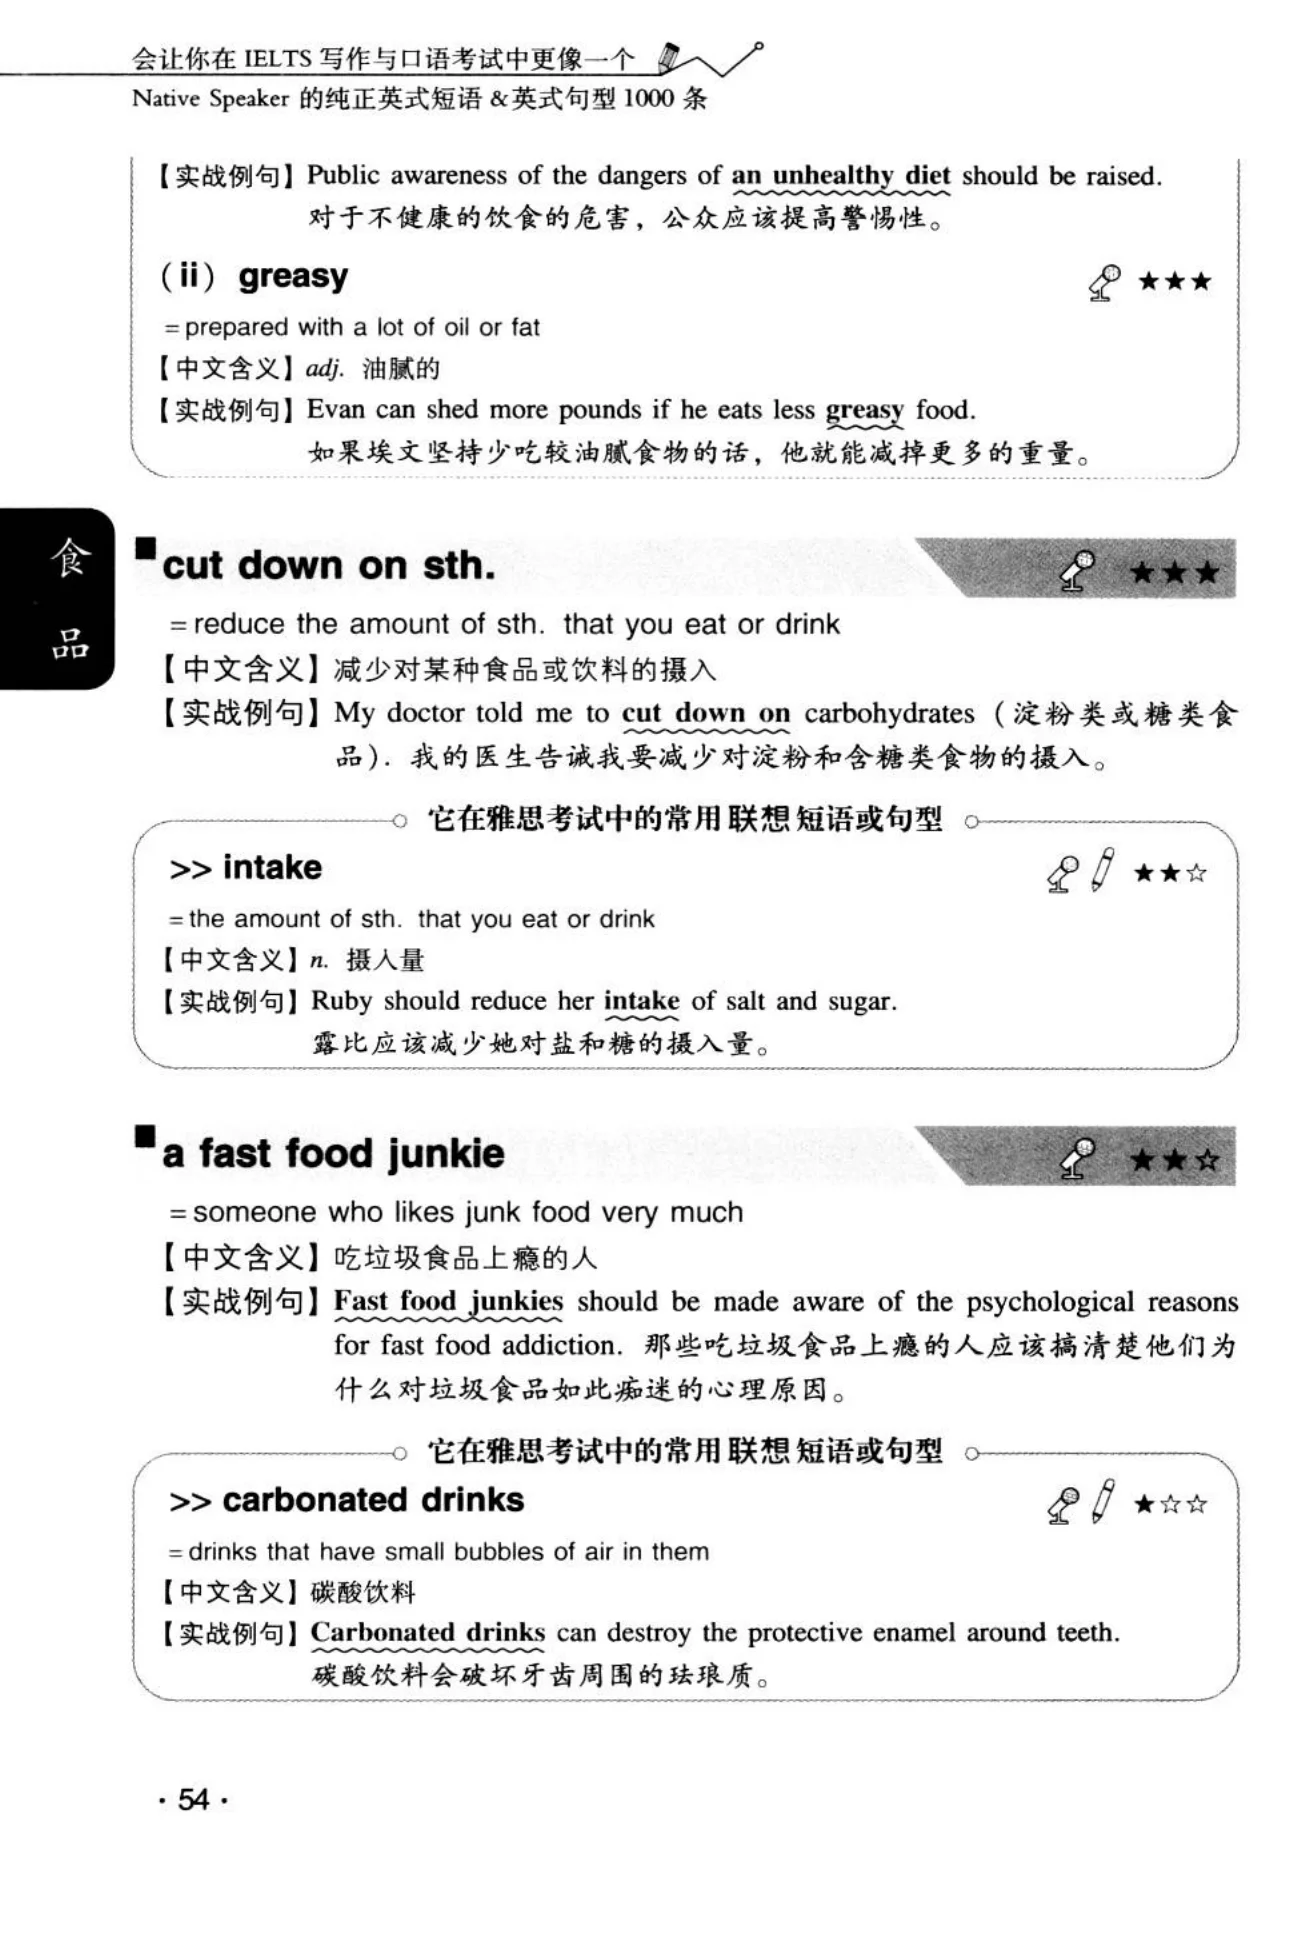 会让你在 IELTS 写作与口语考试中更像一个
Native Speaker 的纯正英式短语 &英式句型 1000 条
【实战例句】Public awareness of the dangers of an unhealthy diet should be raised.
对于不健康的饮食的危害，公众应该提高警惕性。
(ii) greasy ★★★
=prepared with a lot of oil or fat
【中文含义】adj. 油腻的
【实战例句】Evan can shed more pounds if he eats less greasy food.
如果埃文坚持少吃较油腻食物的话，他就能减掉更多的重量。
食
品
■cut down on sth. ★★★
=reduce the amount of sth. that you eat or drink
【中文含义】减少对某种食品或饮料的摄入
【实战例句】My doctor told me to cut down on carbohydrates（淀粉类或糖类食
品）. 我的医生告诫我要减少对淀粉和含糖类食物的摄入。
它在雅思考试中的常用联想短语或句型
>> intake ★★☆
=the amount of sth. that you eat or drink
【中文含义】n. 摄入量
【实战例句】Ruby should reduce her intake of salt and sugar.
露比应该减少她对盐和糖的摄入量。
■a fast food junkie ★★☆
=someone who likes junk food very much
【中文含义】吃垃圾食品上瘾的人
【实战例句】Fast food junkies should be made aware of the psychological reasons
for fast food addiction. 那些吃垃圾食品上瘾的人应该搞清楚他们为
什么对垃圾食品如此痴迷的心理原因。
它在雅思考试中的常用联想短语或句型
>> carbonated drinks ★☆☆
=drinks that have small bubbles of air in them
【中文含义】碳酸饮料
【实战例句】Carbonated drinks can destroy the protective enamel around teeth.
碳酸饮料会破坏牙齿周围的珐琅质。
· 54 ·